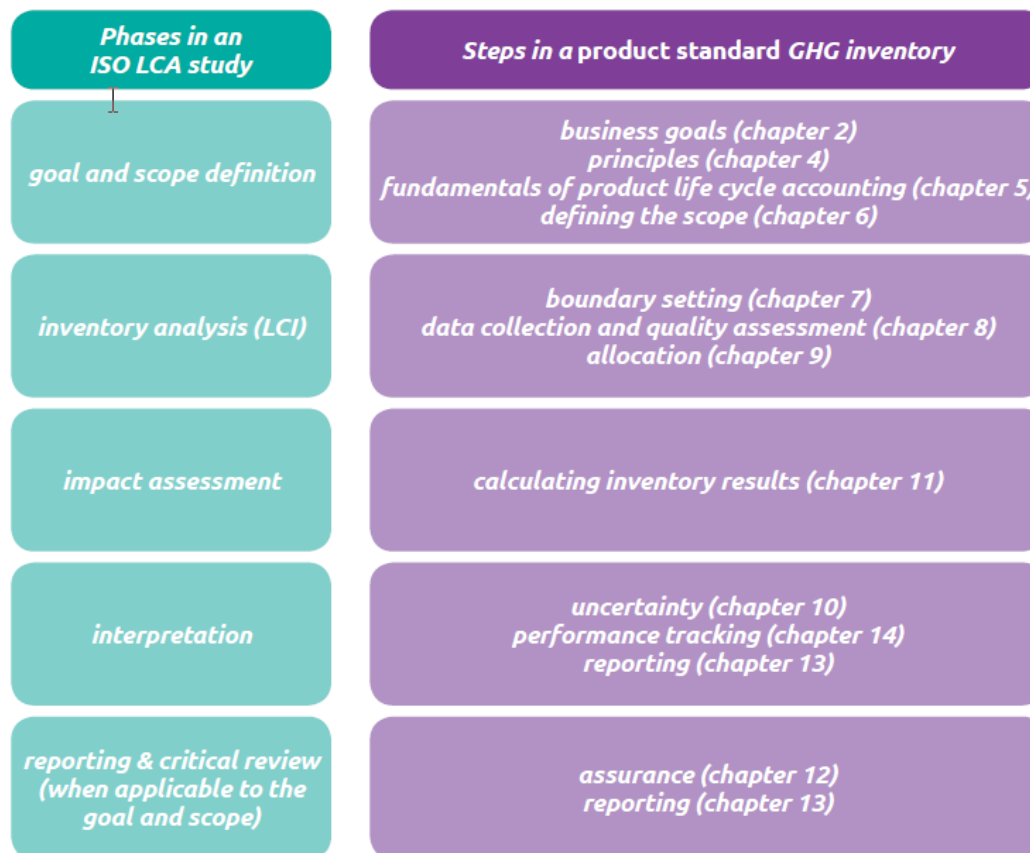 Phases in an
ISO LCA study
Steps in a product standard GHG inventory
goal and scope definition
business goals (chapter 2)
principles (chapter 4)
fundamentals of product life cycle accounting (chapter 5)
defining the scope (chapter 6)
inventory analysis (LCI)
boundary setting (chapter 7)
data collection and quality assessment (chapter 8)
allocation (chapter 9)
impact assessment
calculating inventory results (chapter 11)
interpretation
uncertainty (chapter 10)
performance tracking (chapter 14)
reporting (chapter 13)
reporting & critical review
(when applicable to the
goal and scope)
assurance (chapter 12)
reporting (chapter 13)